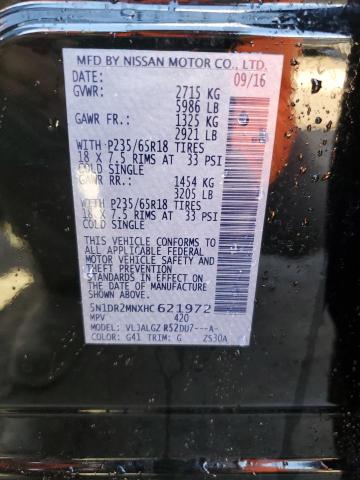 MFD BY NISSAN MOTOR CO., LTD.
DATE: 09/16
GVWR: 2715 KG
5986 LB
GAWR FR.: 1325 KG
2921 LB
WITH P235/65R18 TIRES
18 X 7.5 RIMS AT 33 PSI
COLD SINGLE
GAWR RR.: 1454 KG
3205 LB
WITH P235/65R18 TIRES
18 X 7.5 RIMS AT 33 PSI
COLD SINGLE
THIS VEHICLE CONFORMS TO
ALL APPLICABLE FEDERAL
MOTOR VEHICLE SAFETY AND
THEFT PREVENTION
STANDARDS IN EFFECT ON
THE DATE OF MANUFACTURE
SHOWN ABOVE.
5N1DR2MNXHC621972
MPV 420
MODEL: VLJALGZ R52DU7---A-
COLOR: G41 TRIM: G ZS30A